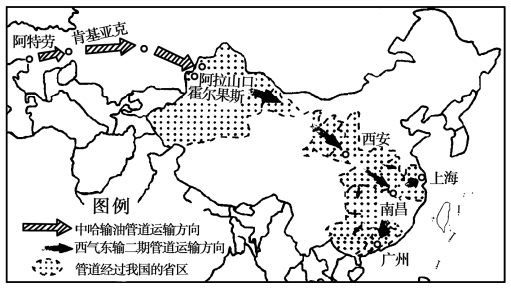 阿特劳
肯基亚克
阿拉山口
霍尔果斯
西安
上海
南昌
广州
图例
中哈输油管道运输方向
西气东输二期管道运输方向
管道经过我国的省区